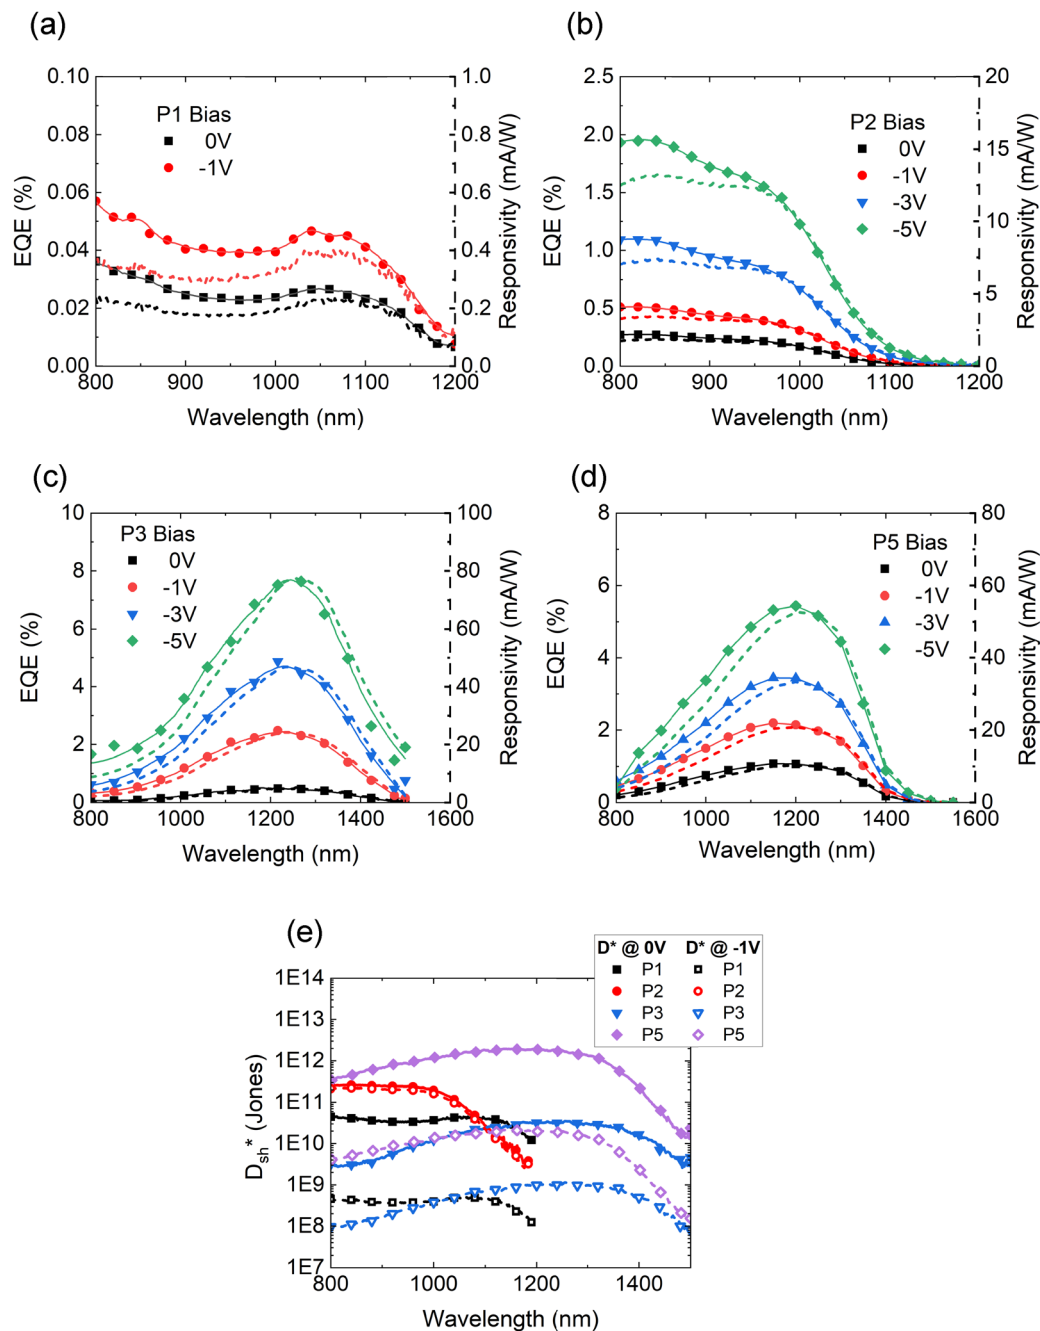 (a)
0.10
0.08
0.06
0.04
0.02
0.00
EQE (%)
P1 Bias
0V
-1V
1.0
0.8
0.6
0.4
0.2
0.0
Responsivity (mA/W)
800 900 1000 1100 1200
Wavelength (nm)
(b)
2.5
2.0
1.5
1.0
0.5
0.0
EQE (%)
P2 Bias
0V
-1V
-3V
-5V
20
15
10
5
0
Responsivity (mA/W)
800 900 1000 1100 1200
Wavelength (nm)
(c)
10
8
6
4
2
0
EQE (%)
P3 Bias
0V
-1V
-3V
-5V
100
80
60
40
20
0
Responsivity (mA/W)
800 1000 1200 1400 1600
Wavelength (nm)
(d)
8
6
4
2
0
EQE (%)
P5 Bias
0V
-1V
-3V
-5V
80
60
40
20
0
Responsivity (mA/W)
800 1000 1200 1400 1600
Wavelength (nm)
(e)
D* @ 0V D* @ -1V
P1 P1
P2 P2
P3 P3
P5 P5
1E14
1E13
1E12
1E11
1E10
1E9
1E8
1E7
Dsh* (Jones)
800 1000 1200 1400
Wavelength (nm)